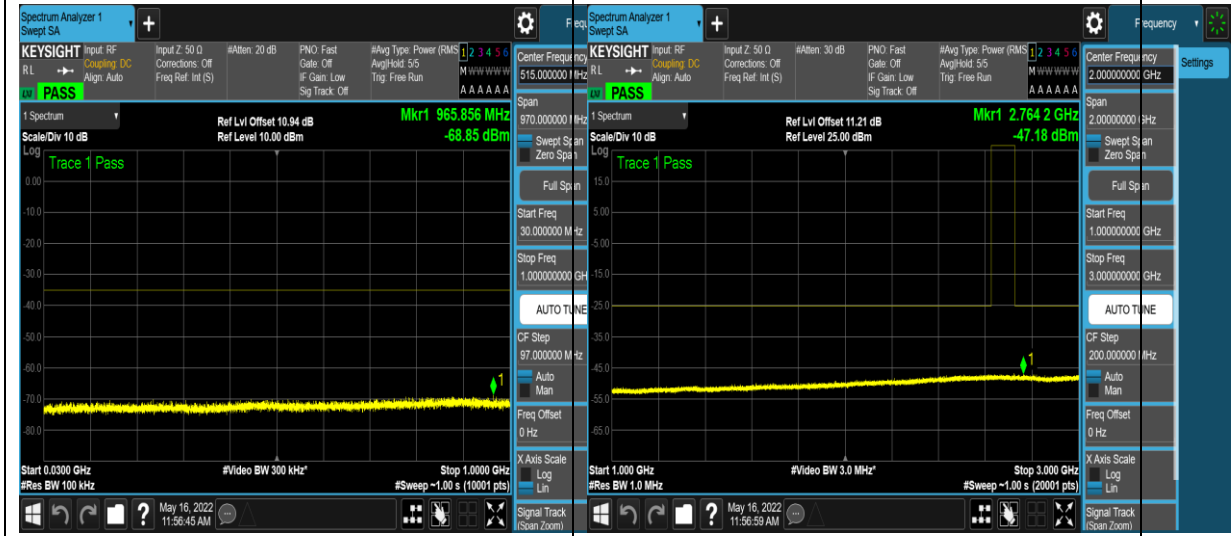 Spectrum Analyzer 1
Swept SA
KEYSIGHT
Input: RF
Coupling: DC
Align: Auto
Input Z: 50 Ω
Corrections: Off
Freq Ref: Int (S)
#Atten: 20 dB
PNO: Fast
Gate: Off
IF Gain: Low
Sig Track: Off
#Avg Type: Power (RMS
Avg|Hold: 5/5
Trig: Free Run
1 2 3 4 5 6
M W W W W W
A A A A A A
RL
PASS
1 Spectrum
Scale/Div 10 dB
Log
Ref Lvl Offset 10.94 dB
Ref Level 10.00 dBm
Mkr1 965.856 MHz
-68.85 dBm
Trace 1 Pass
0.00
-10.0
-20.0
-30.0
-40.0
-50.0
-60.0
-70.0
-80.0
1
Start 0.0300 GHz
#Res BW 100 kHz
#Video BW 300 kHz*
Stop 1.0000 GHz
#Sweep ~1.00 s (10001 pts)
?
May 16, 2022
11:56:45 AM
Center Frequency
515.000000 MHz
Span
970.000000 MHz
Swept Span
Zero Span
Full Span
Start Freq
30.000000 MHz
Stop Freq
1.000000000 GH
AUTO TUNE
CF Step
97.000000 MHz
Auto
Man
Freq Offset
0 Hz
X Axis Scale
Log
Lin
Signal Track
(Span Zoom)
Spectrum Analyzer 1
Swept SA
KEYSIGHT
Input: RF
Coupling: DC
Align: Auto
Input Z: 50 Ω
Corrections: Off
Freq Ref: Int (S)
#Atten: 30 dB
PNO: Fast
Gate: Off
IF Gain: Low
Sig Track: Off
#Avg Type: Power (RMS
Avg|Hold: 5/5
Trig: Free Run
1 2 3 4 5 6
M W W W W W
A A A A A A
RL
PASS
1 Spectrum
Scale/Div 10 dB
Log
Ref Lvl Offset 11.21 dB
Ref Level 25.00 dBm
Mkr1 2.764 2 GHz
-47.18 dBm
Trace 1 Pass
15.0
5.00
-5.00
-15.0
-25.0
-35.0
-45.0
-55.0
-65.0
1
Start 1.000 GHz
#Res BW 1.0 MHz
#Video BW 3.0 MHz*
Stop 3.000 GHz
#Sweep ~1.00 s (20001 pts)
?
May 16, 2022
11:56:59 AM
Frequency
Settings
Center Frequency
2.000000000 GHz
Span
2.00000000 GHz
Swept Span
Zero Span
Full Span
Start Freq
1.000000000 GHz
Stop Freq
3.000000000 GHz
AUTO TUNE
CF Step
200.000000 MHz
Auto
Man
Freq Offset
0 Hz
X Axis Scale
Log
Lin
Signal Track
(Span Zoom)